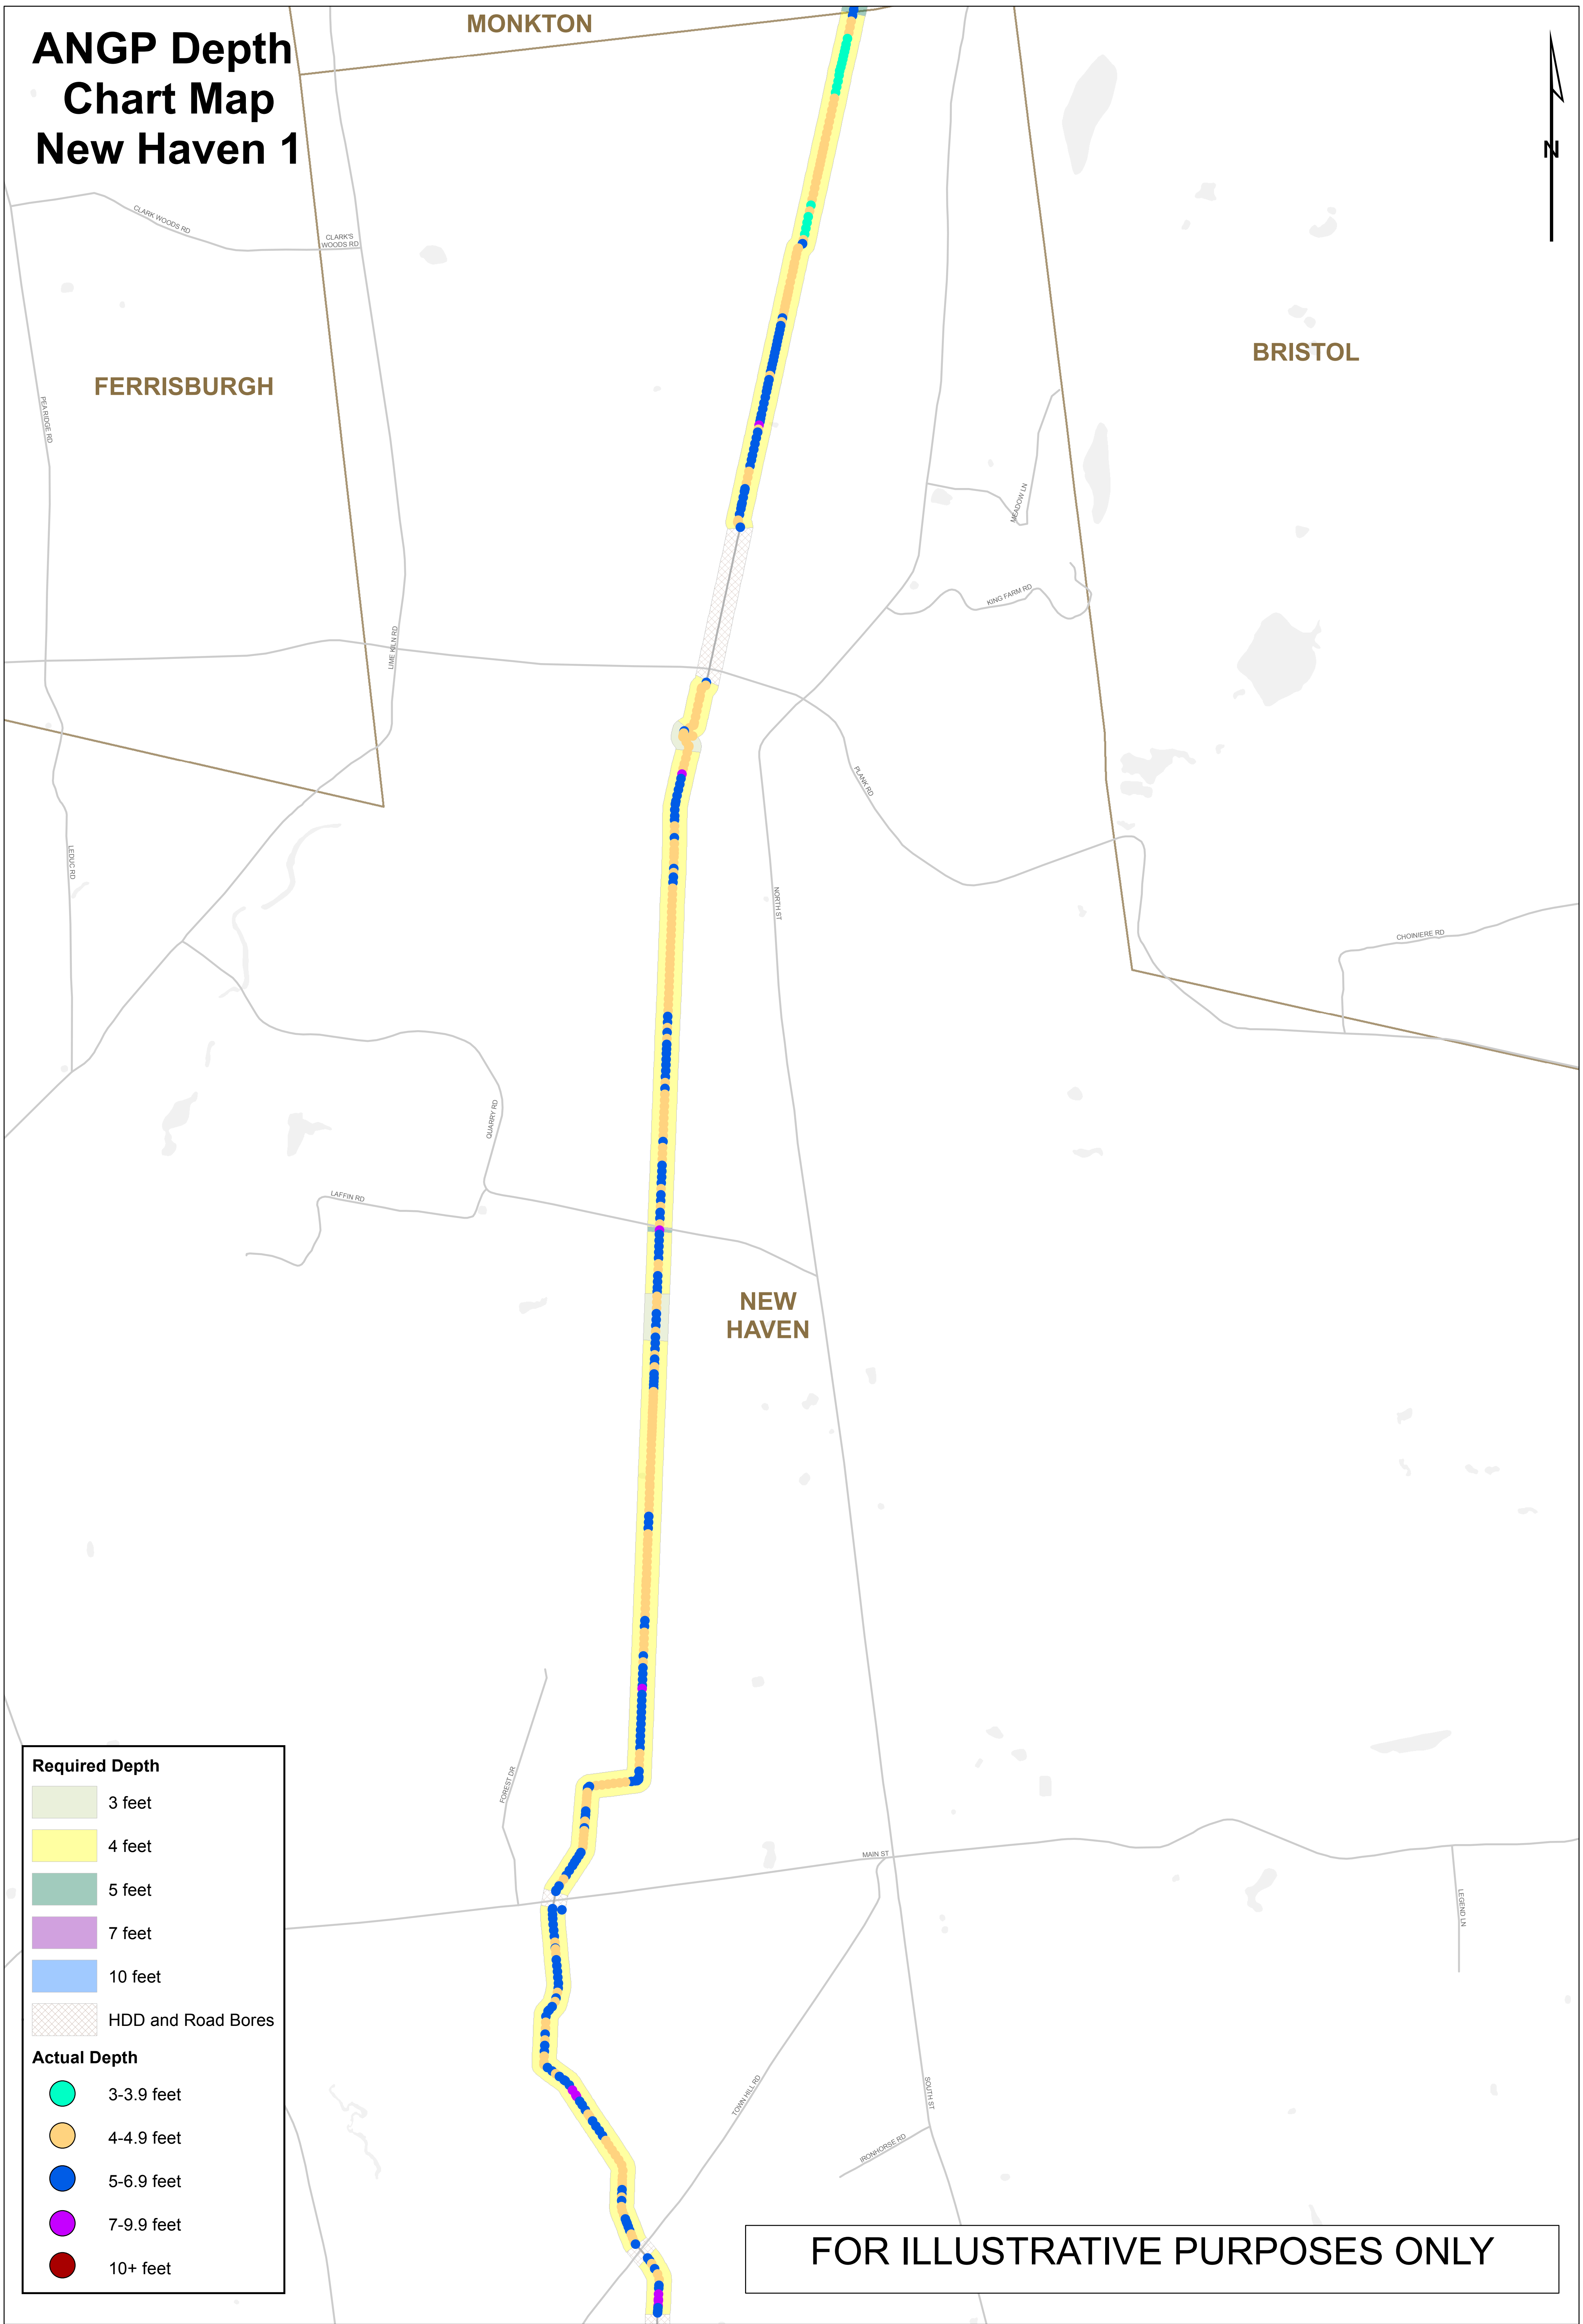 ANGP Depth
Chart Map
New Haven 1
MONKTON
N
CLARK WOODS RD
CLARK'S
WOODS RD
BRISTOL
FERRISBURGH
PEA RIDGE RD
MEADOW LN
KING FARM RD
LIME KILN RD
PLANK RD
LEDUC RD
NORTH ST
CHOINIERE RD
QUARRY RD
LAFFIN RD
NEW
HAVEN
FOREST DR
MAIN ST
LEGEND LN
TOWN HILL RD
SOUTH ST
IRONHORSE RD
Required Depth
3 feet
4 feet
5 feet
7 feet
10 feet
HDD and Road Bores
Actual Depth
3-3.9 feet
4-4.9 feet
5-6.9 feet
7-9.9 feet
10+ feet
FOR ILLUSTRATIVE PURPOSES ONLY